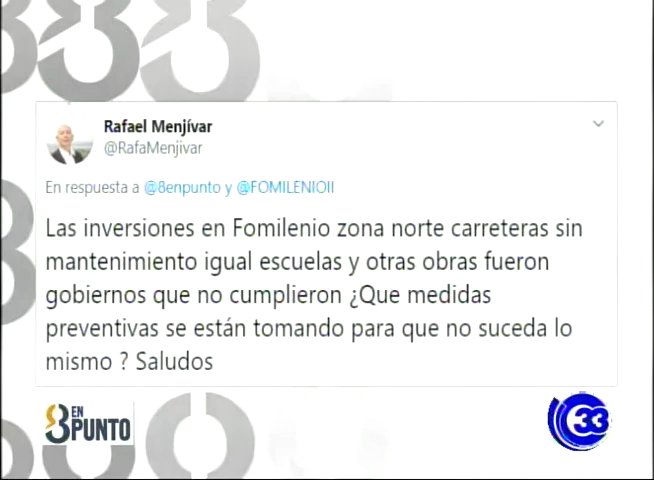 Rafael Menjívar
@RafaMenjivar
En respuesta a @8enpunto y @FOMILENIOII
Las inversiones en Fomilenio zona norte carreteras sin
mantenimiento igual escuelas y otras obras fueron
gobiernos que no cumplieron ¿Que medidas
preventivas se están tomando para que no suceda lo
mismo ? Saludos
8 EN PUNTO
33